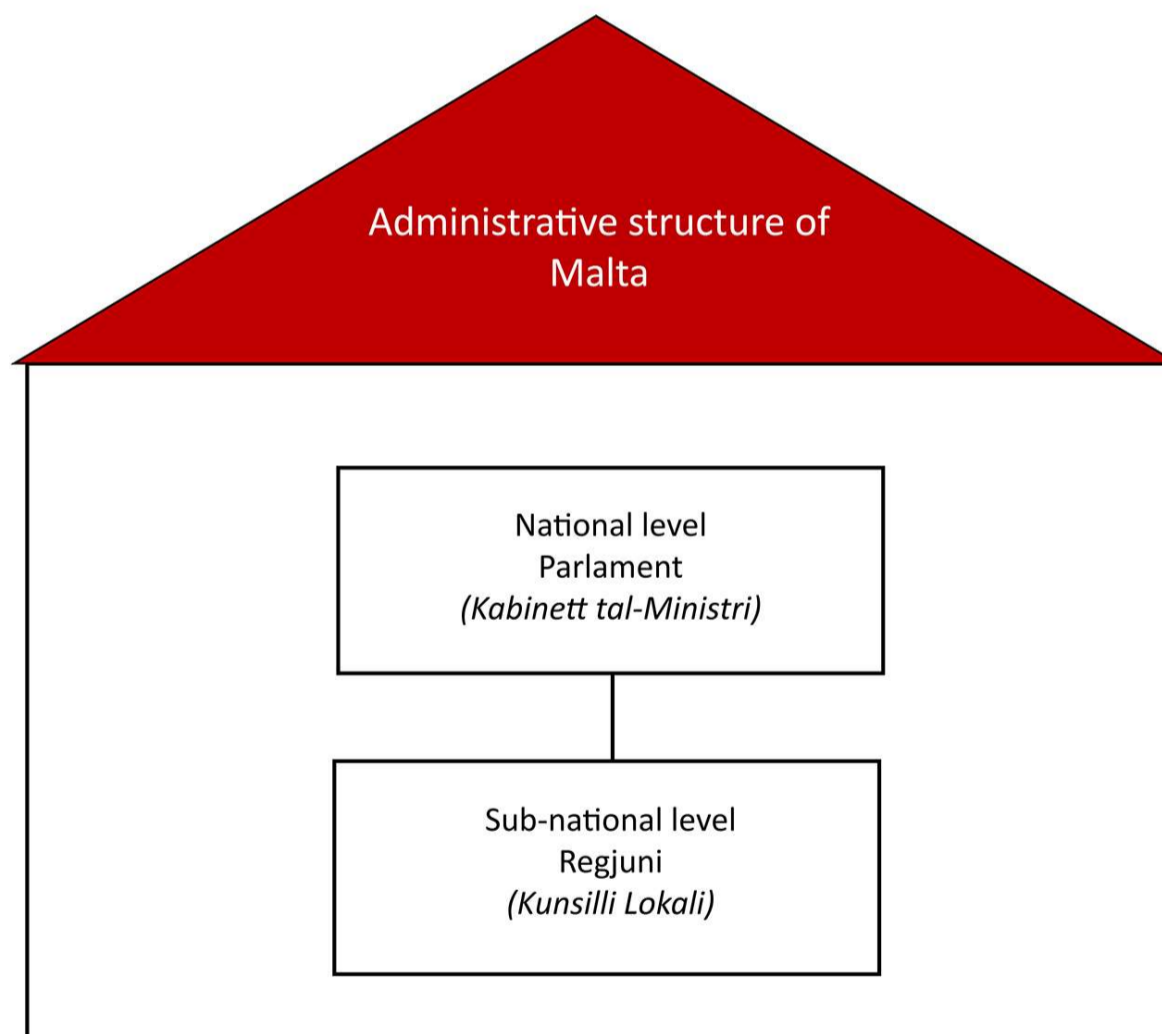 Administrative structure of
Malta
National level
Parlament
(Kabinett tal-Ministri)
Sub-national level
Regjuni
(Kunsilli Lokali)